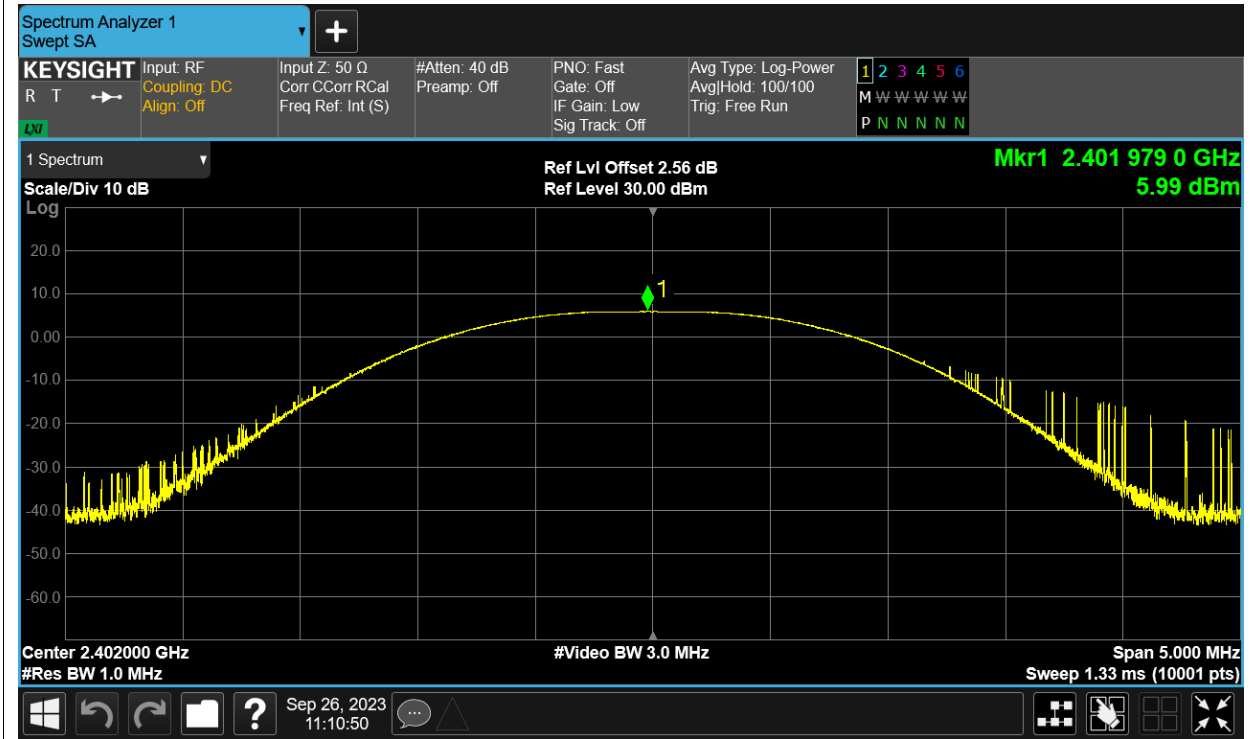 Spectrum Analyzer 1
Swept SA
+
KEYSIGHT
R T
LXI
Input: RF
Coupling: DC
Align: Off
Input Z: 50 Ω
Corr CCorr RCal
Freq Ref: Int (S)
#Atten: 40 dB
Preamp: Off
PNO: Fast
Gate: Off
IF Gain: Low
Sig Track: Off
Avg Type: Log-Power
Avg|Hold: 100/100
Trig: Free Run
1 2 3 4 5 6
M W W W W W W
P N N N N N N
1 Spectrum
Scale/Div 10 dB
Log
Ref Lvl Offset 2.56 dB
Ref Level 30.00 dBm
Mkr1 2.401 979 0 GHz
5.99 dBm
20.0
10.0
0.00
-10.0
-20.0
-30.0
-40.0
-50.0
-60.0
1
Center 2.402000 GHz
#Res BW 1.0 MHz
#Video BW 3.0 MHz
Span 5.000 MHz
Sweep 1.33 ms (10001 pts)
?
Sep 26, 2023
11:10:50